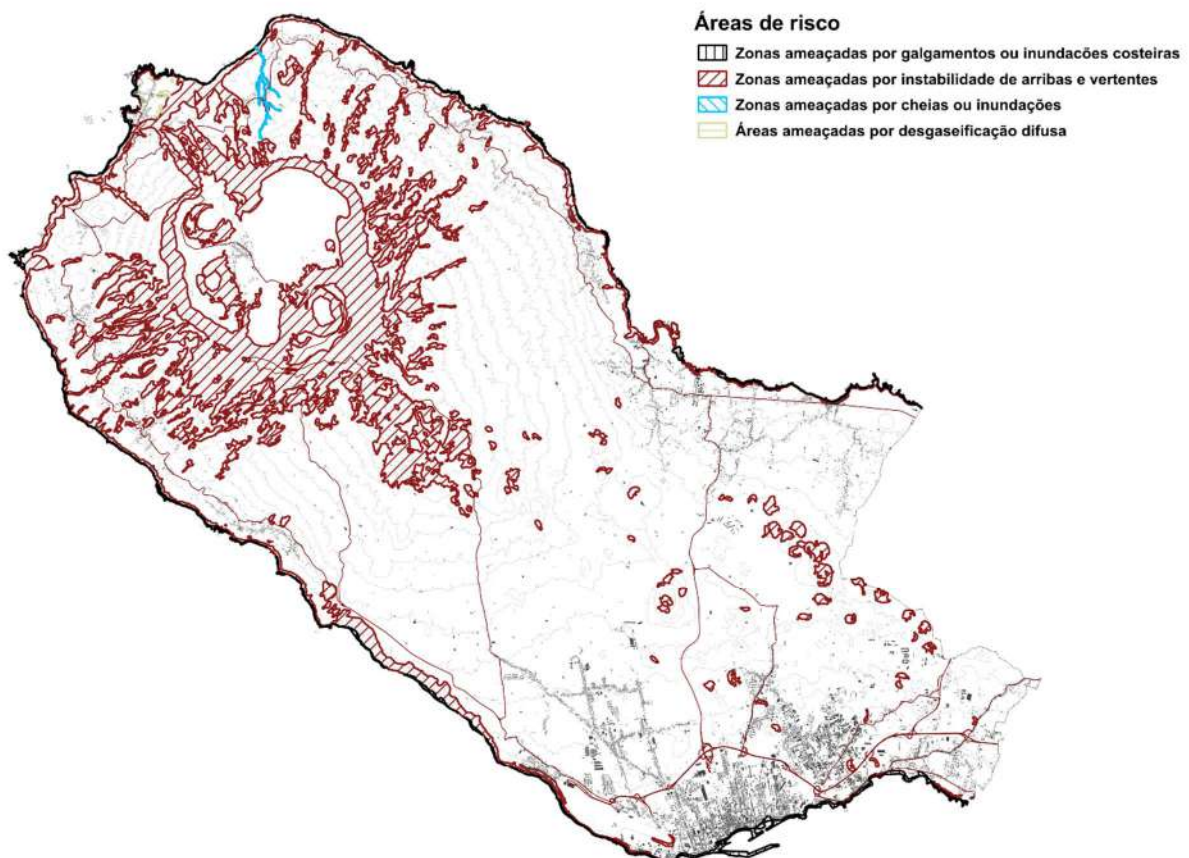 Áreas de risco
Zonas ameaçadas por galgamentos ou inundacões costeiras
Zonas ameaçadas por instabilidade de arribas e vertentes
Zonas ameaçadas por cheias ou inundações
Áreas ameaçadas por desgaseificação difusa